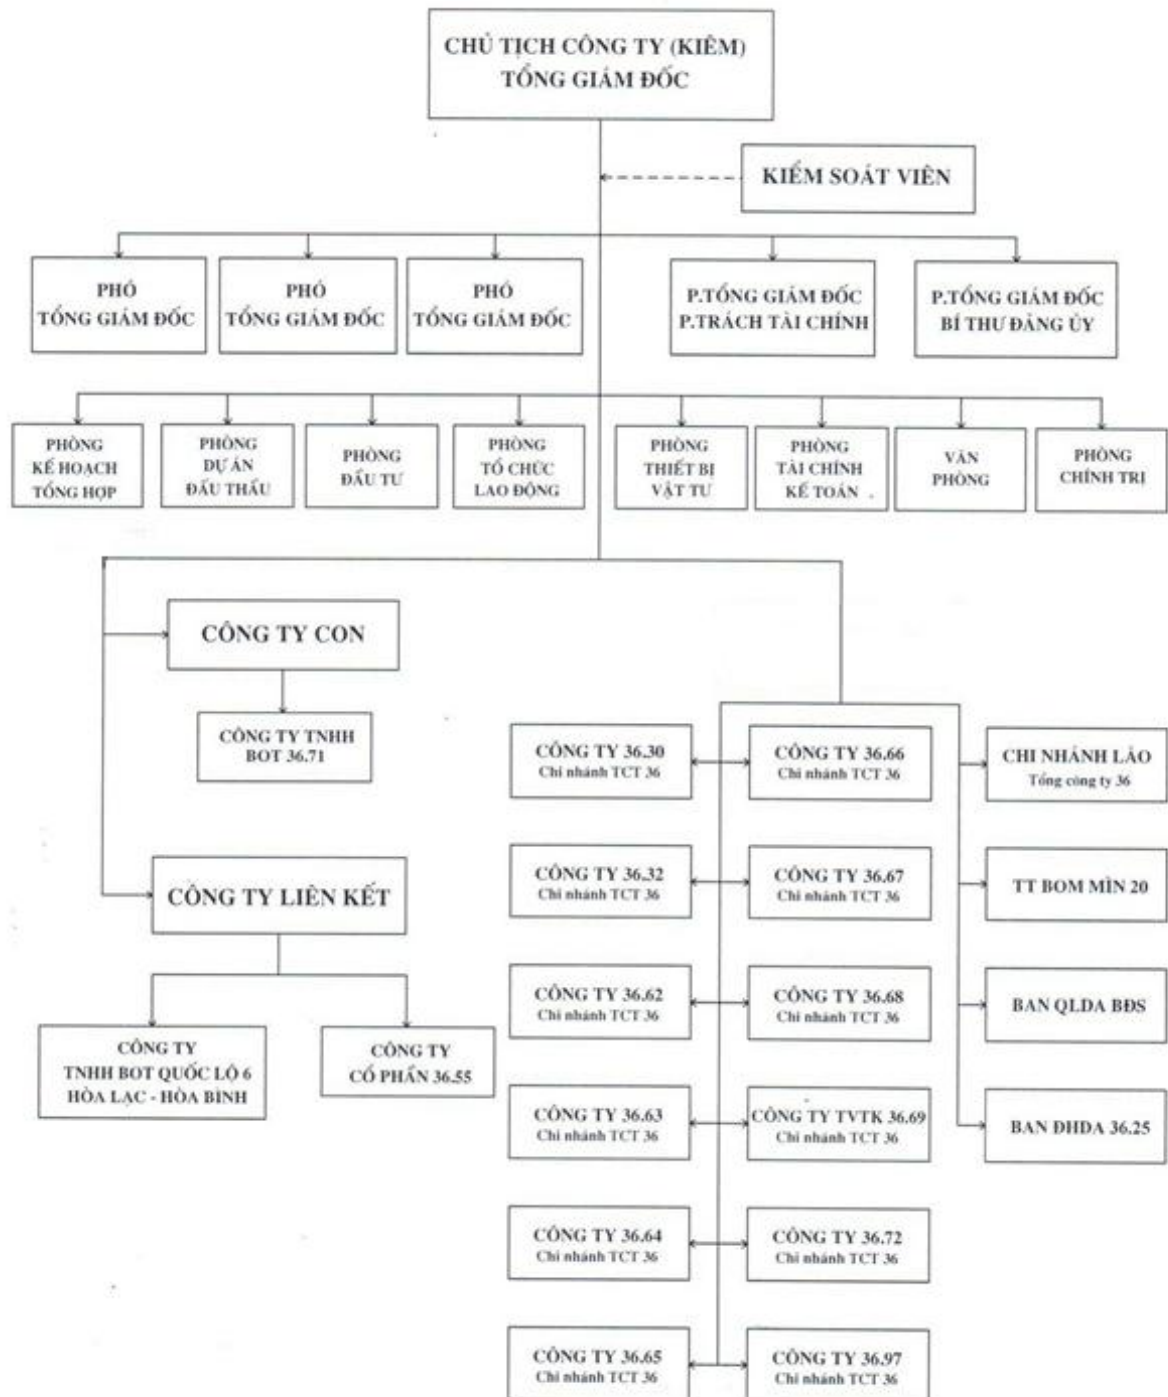 CHỦ TỊCH CÔNG TY (KIÊM)
TỔNG GIÁM ĐỐC
KIỂM SOÁT VIÊN
PHÓ
TỔNG GIÁM ĐỐC
PHÓ
TỔNG GIÁM ĐỐC
PHÓ
TỔNG GIÁM ĐỐC
P.TỔNG GIÁM ĐỐC
P.TRÁCH TÀI CHÍNH
P.TỔNG GIÁM ĐỐC
BÍ THƯ ĐẢNG ỦY
PHÒNG
KẾ HOẠCH
TỔNG HỢP
PHÒNG
DỰ ÁN
ĐẤU THẦU
PHÒNG
ĐẦU TƯ
PHÒNG
TỔ CHỨC
LAO ĐỘNG
PHÒNG
THIẾT BỊ
VẬT TƯ
PHÒNG
TÀI CHÍNH
KẾ TOÁN
VĂN
PHÒNG
PHÒNG
CHÍNH TRỊ
CÔNG TY CON
CÔNG TY TNHH
BOT 36.71
CÔNG TY LIÊN KẾT
CÔNG TY
TNHH BOT QUỐC LỘ 6
HÒA LẠC - HÒA BÌNH
CÔNG TY
CỔ PHẦN 36.55
CÔNG TY 36.30
Chi nhánh TCT 36
CÔNG TY 36.66
Chi nhánh TCT 36
CHI NHÁNH LÀO
Tổng công ty 36
CÔNG TY 36.32
Chi nhánh TCT 36
CÔNG TY 36.67
Chi nhánh TCT 36
TT BOM MÌN 20
CÔNG TY 36.62
Chi nhánh TCT 36
CÔNG TY 36.68
Chi nhánh TCT 36
BAN QLDA BĐS
CÔNG TY 36.63
Chi nhánh TCT 36
CÔNG TY TVTK 36.69
Chi nhánh TCT 36
BAN ĐHDA 36.25
CÔNG TY 36.64
Chi nhánh TCT 36
CÔNG TY 36.72
Chi nhánh TCT 36
CÔNG TY 36.65
Chi nhánh TCT 36
CÔNG TY 36.97
Chi nhánh TCT 36